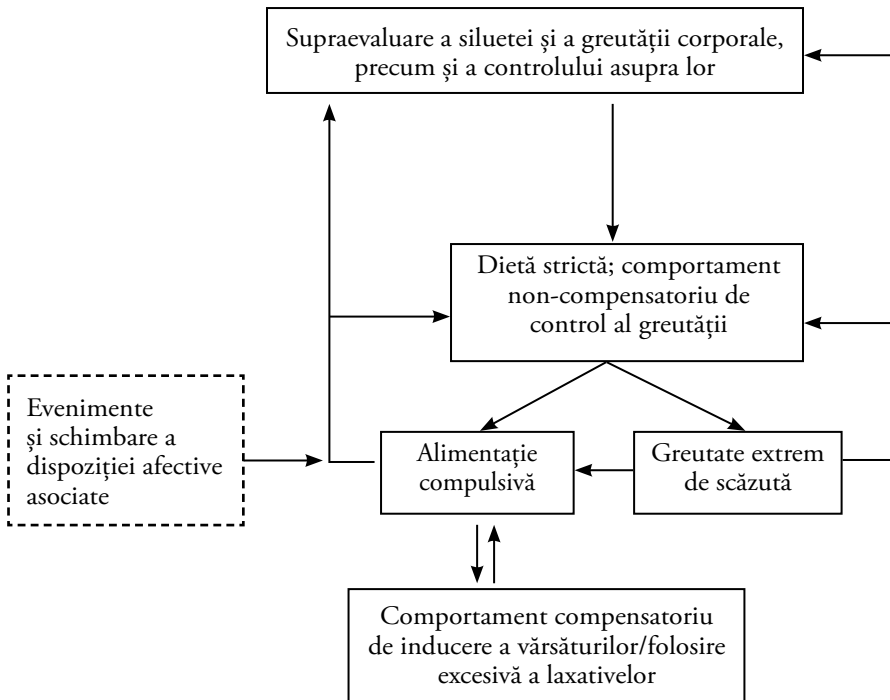 Supraevaluare a siluetei și a greutății corporale,
precum și a controlului asupra lor
Dietă strictă; comportament
non-compensatoriu de
control al greutății
Evenimente
și schimbare a
dispoziției afective
asociate
Alimentație
compulsivă
Greutate extrem
de scăzută
Comportament compensatoriu
de inducere a vărsăturilor/folosire
excesivă a laxativelor